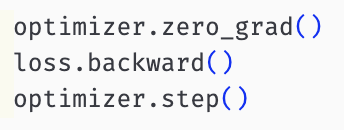 optimizer.zero_grad()
loss.backward()
optimizer.step()